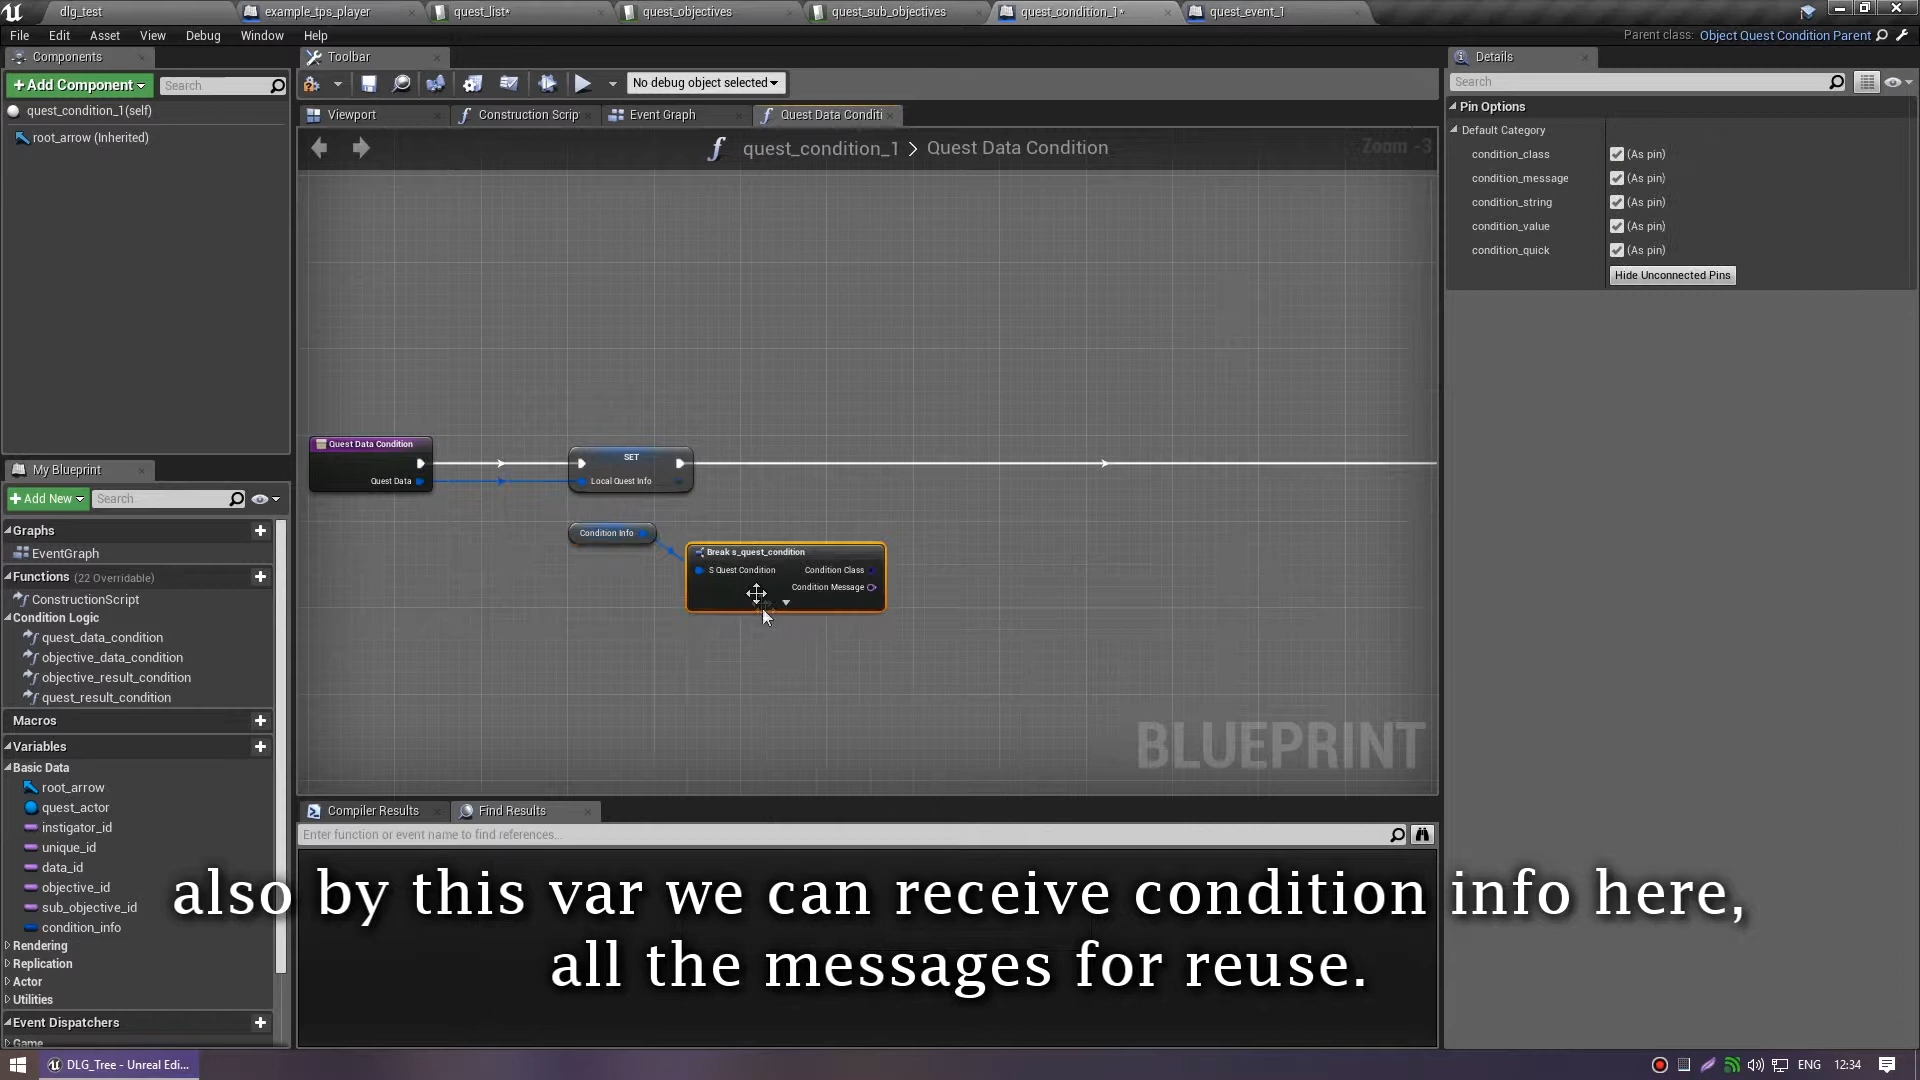 dlg_test
example_tps_player
quest_list*
quest_objectives
quest_sub_objectives
quest_condition_1*
quest_event_1
File Edit Asset View Debug Window Help
Parent class: Object Quest Condition Parent
Components
Toolbar
Details
+Add Component
Search
No debug object selected
Search
quest_condition_1(self)
Viewport
Construction Scrip
Event Graph
Quest Data Conditi
Pin Options
root_arrow (Inherited)
quest_condition_1 > Quest Data Condition
Zoom -3
Default Category
condition_class (As pin)
condition_message (As pin)
condition_string (As pin)
condition_value (As pin)
condition_quick (As pin)
Hide Unconnected Pins
Quest Data Condition
Quest Data
SET
Local Quest Info
Condition Info
Break s_quest_condition
S Quest Condition
Condition Class
Condition Message
BLUEPRINT
My Blueprint
+Add New
Search
Graphs
EventGraph
Functions (22 Overridable)
ConstructionScript
Condition Logic
quest_data_condition
objective_data_condition
objective_result_condition
quest_result_condition
Macros
Variables
Basic Data
root_arrow
quest_actor
instigator_id
unique_id
data_id
objective_id
sub_objective_id
condition_info
Rendering
Replication
Actor
Utilities
Event Dispatchers
Game
Compiler Results
Find Results
Enter function or event name to find references...
also by this var we can receive condition info here,
all the messages for reuse.
DLG_Tree - Unreal Edi...
ENG
12:34